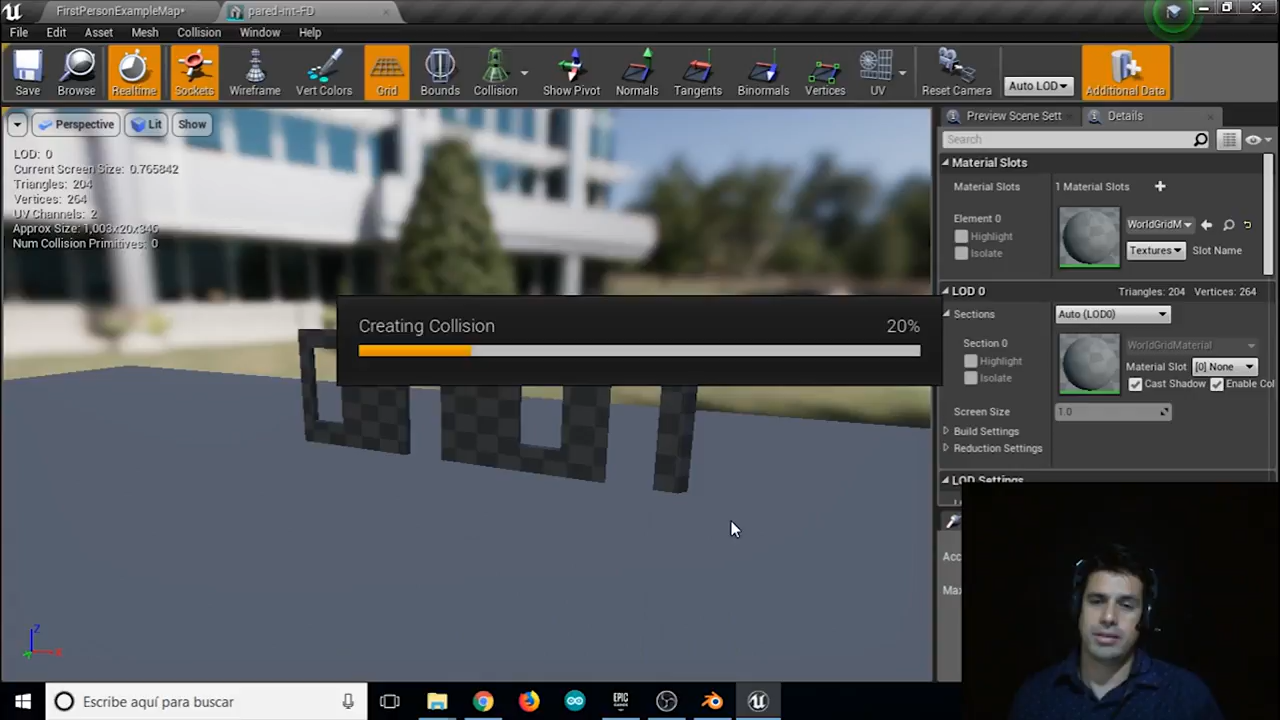 FirstPersonExampleMap*
pared-int-FD
File Edit Asset Mesh Collision Window Help
Save Browse Realtime Sockets Wireframe Vert Colors Grid Bounds Collision Show Pivot Normals Tangents Binormals Vertices UV Reset Camera Auto LOD Additional Data
Perspective Lit Show
LOD: 0
Current Screen Size: 0.765842
Triangles: 204
Vertices: 264
UV Channels: 2
Approx Size: 1,003x20x346
Num Collision Primitives: 0
Creating Collision 20%
Preview Scene Sett Details
Search
Material Slots
Material Slots 1 Material Slots
Element 0
Highlight
Isolate
WorldGridM
Textures Slot Name
LOD 0 Triangles: 204 Vertices: 264
Sections Auto (LOD0)
Section 0
Highlight
Isolate
WorldGridMaterial
Material Slot [0] None
Cast Shadow Enable Col
Screen Size 1.0
Build Settings
Reduction Settings
LOD Settings
Acc
Max
Z
X
EPIC GAMES
Escribe aquí para buscar